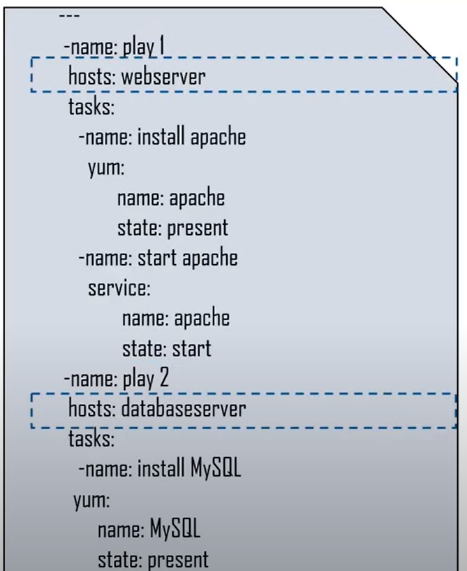 ---
-name: play 1
hosts: webserver
tasks:
-name: install apache
yum:
name: apache
state: present
-name: start apache
service:
name: apache
state: start
-name: play 2
hosts: databaseserver
tasks:
-name: install MySQL
yum:
name: MySQL
state: present